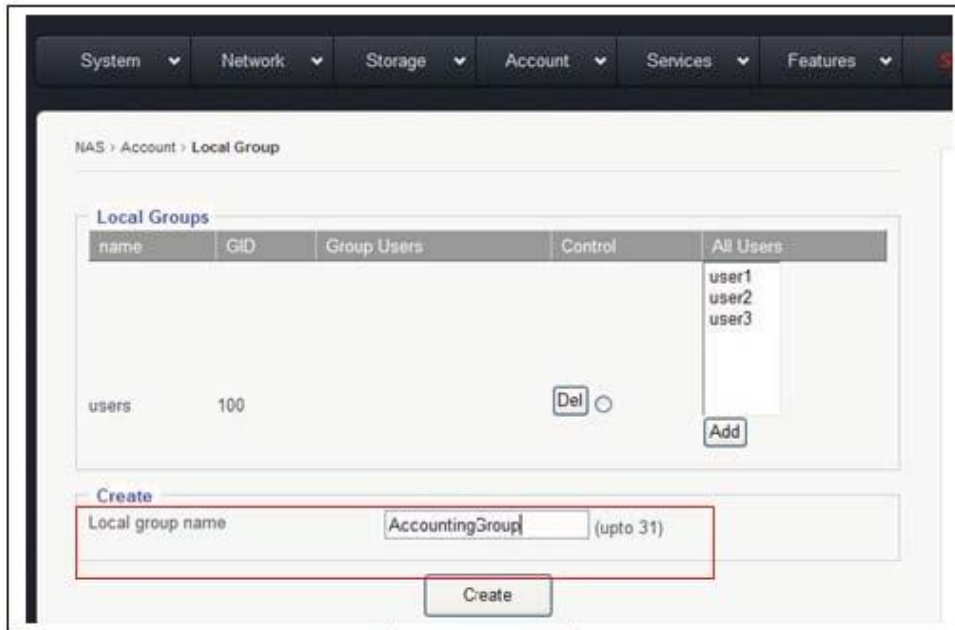 System Network Storage Account Services Features S
NAS > Account > Local Group
Local Groups
name GID Group Users Control All Users
user1
user2
user3
users 100 Del
Add
Create
Local group name AccountingGroup (upto 31)
Create